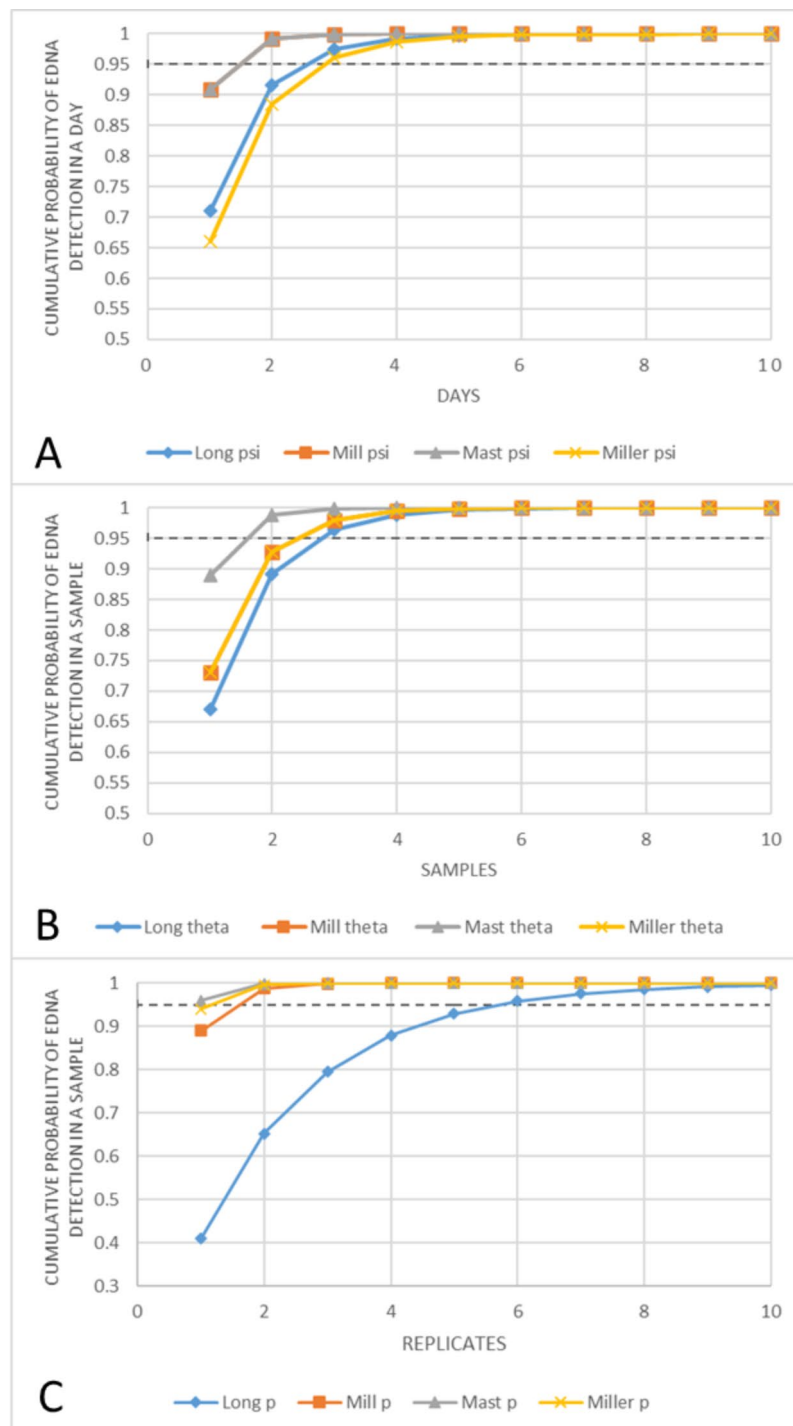 CUMULATIVE PROBABILITY OF EDNA
DETECTION IN A DAY
1
0.95
0.9
0.85
0.8
0.75
0.7
0.65
0.6
0.55
0.5
0 2 4 6 8 10
DAYS
A
Long psi Mill psi Mast psi Miller psi
CUMULATIVE PROBABILITY OF EDNA
DETECTION IN A SAMPLE
1
0.95
0.9
0.85
0.8
0.75
0.7
0.65
0.6
0.55
0.5
0 2 4 6 8 10
SAMPLES
B
Long theta Mill theta Mast theta Miller theta
CUMULATIVE PROBABILITY OF EDNA
DETECTION IN A SAMPLE
1
0.9
0.8
0.7
0.6
0.5
0.4
0.3
0 2 4 6 8 10
REPLICATES
C
Long p Mill p Mast p Miller p